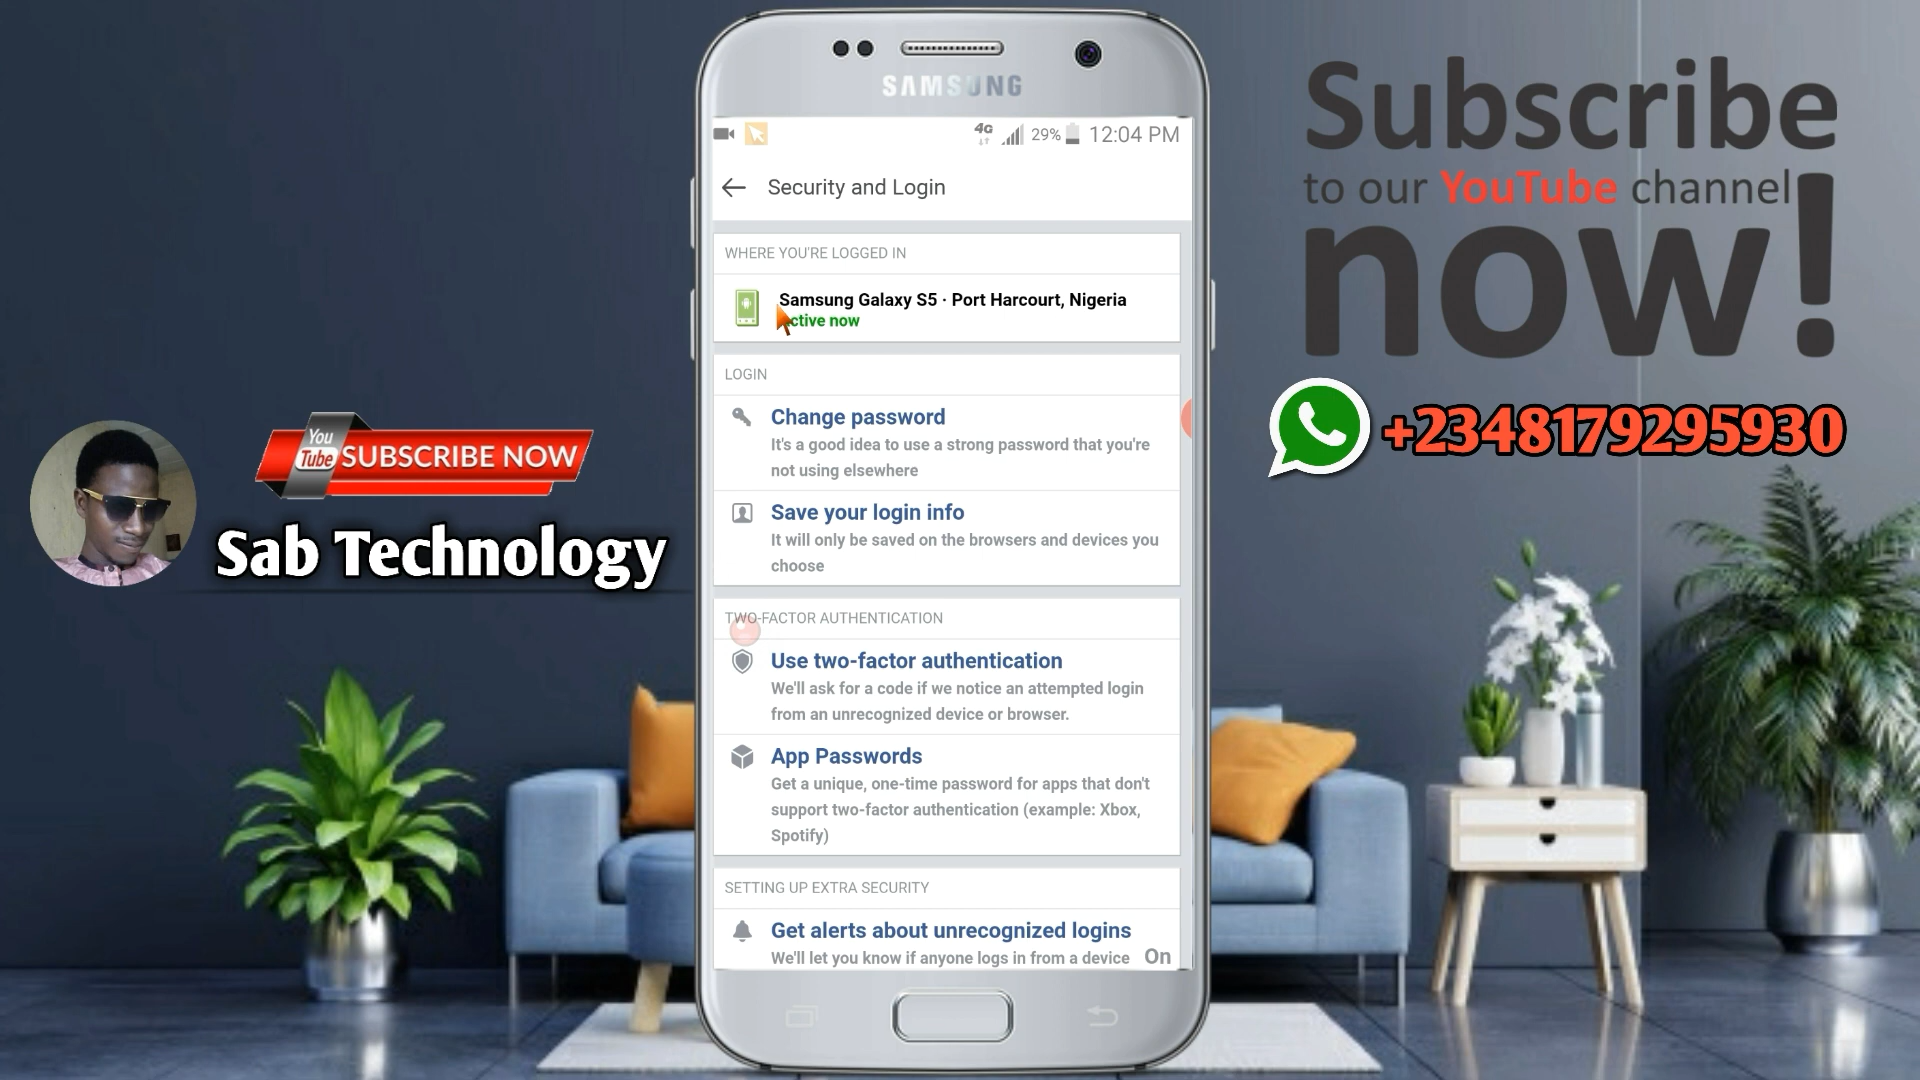 SAMSUNG
4G
29%
12:04 PM
Security and Login
WHERE YOU'RE LOGGED IN
Samsung Galaxy S5 · Port Harcourt, Nigeria
ctive now
LOGIN
Change password
It's a good idea to use a strong password that you're
not using elsewhere
Save your login info
It will only be saved on the browsers and devices you
choose
TWO-FACTOR AUTHENTICATION
Use two-factor authentication
We'll ask for a code if we notice an attempted login
from an unrecognized device or browser.
App Passwords
Get a unique, one-time password for apps that don't
support two-factor authentication (example: Xbox,
Spotify)
SETTING UP EXTRA SECURITY
Get alerts about unrecognized logins
We'll let you know if anyone logs in from a device
On
You
Tube
SUBSCRIBE NOW
Sab Technology
Subscribe
to our YouTube channel
now!
+2348179295930